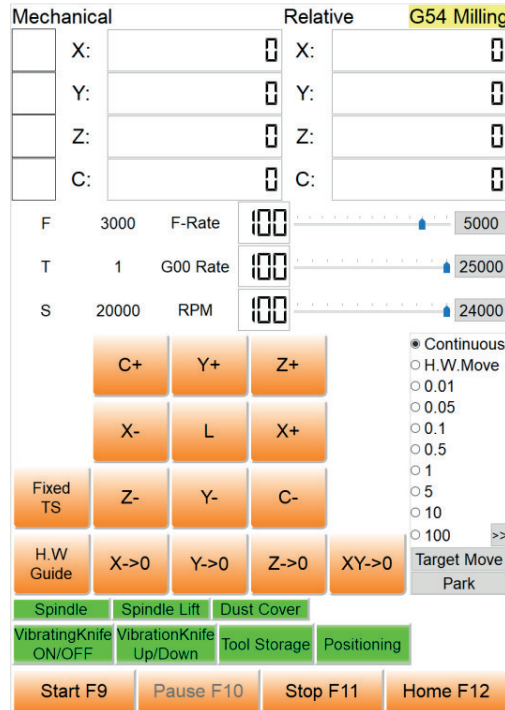 Mechanical Relative G54 Milling
X: 0 X: 0
Y: 0 Y: 0
Z: 0 Z: 0
C: 0 C: 0
F 3000 F-Rate 100 5000
T 1 G00 Rate 100 25000
S 20000 RPM 100 24000
Continuous
H.W.Move
0.01
0.05
0.1
0.5
1
5
10
100 >>
C+ Y+ Z+
X- L X+
Fixed
TS
Z- Y- C-
H.W
Guide
X->0 Y->0 Z->0 XY->0
Target Move
Park
Spindle Spindle Lift Dust Cover
VibratingKnife
ON/OFF
VibrationKnife
Up/Down
Tool Storage Positioning
Start F9 Pause F10 Stop F11 Home F12